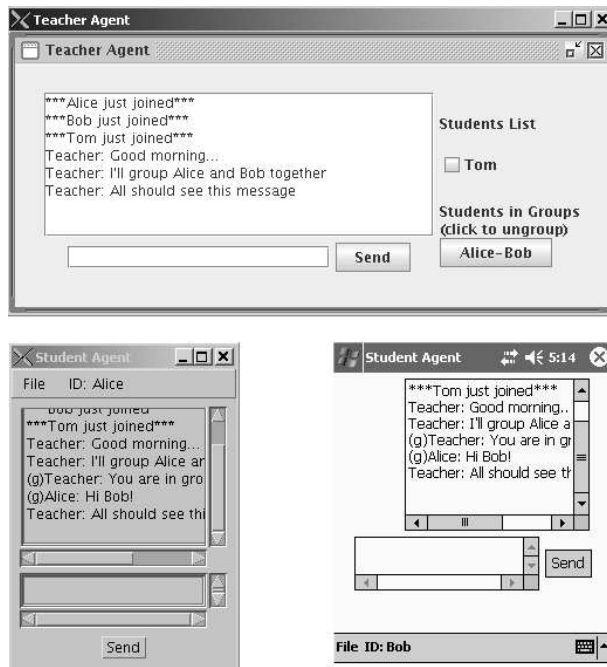 Teacher Agent
Teacher Agent
***Alice just joined***
***Bob just joined***
***Tom just joined***
Teacher: Good morning...
Teacher: I'll group Alice and Bob together
Teacher: All should see this message
Send
Students List
Tom
Students in Groups
(click to ungroup)
Alice-Bob
Student Agent
File ID: Alice
Bob just joined
***Tom just joined***
Teacher: Good morning...
Teacher: I'll group Alice ar
(g)Teacher: You are in gro
(g)Alice: Hi Bob!
Teacher: All should see thi
Send
Student Agent 5:14
***Tom just joined***
Teacher: Good morning..
Teacher: I'll group Alice a
(g)Teacher: You are in gr
(g)Alice: Hi Bob!
Teacher: All should see th
Send
File ID: Bob